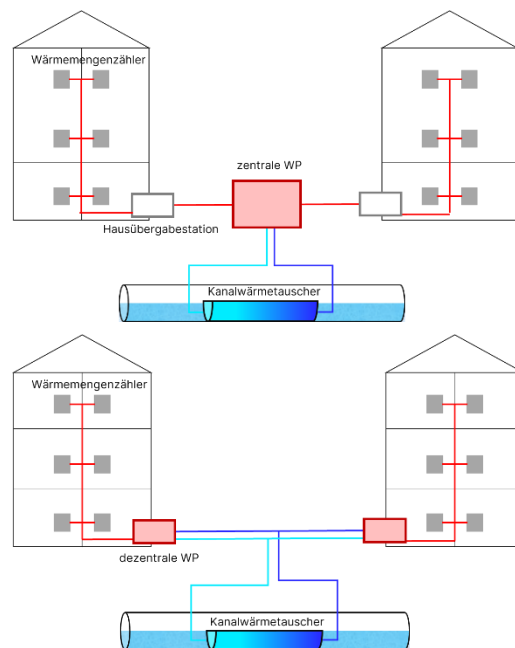 Wärmemengenzähler
zentrale WP
Hausübergabestation
Kanalwärmetauscher
Wärmemengenzähler
dezentrale WP
Kanalwärmetauscher